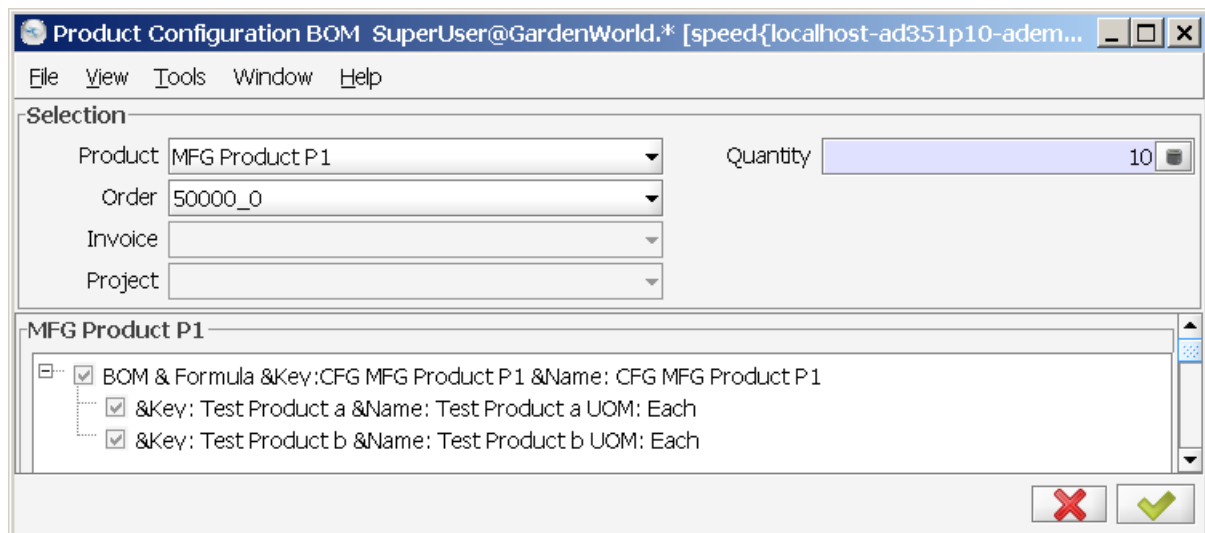 Product Configuration BOM SuperUser@GardenWorld.* [speed{localhost-ad351p10-adem...
File View Tools Window Help
Selection
Product MFG Product P1 Quantity 10
Order 50000_0
Invoice
Project
MFG Product P1
BOM & Formula &Key:CFG MFG Product P1 &Name: CFG MFG Product P1
&Key: Test Product a &Name: Test Product a UOM: Each
&Key: Test Product b &Name: Test Product b UOM: Each